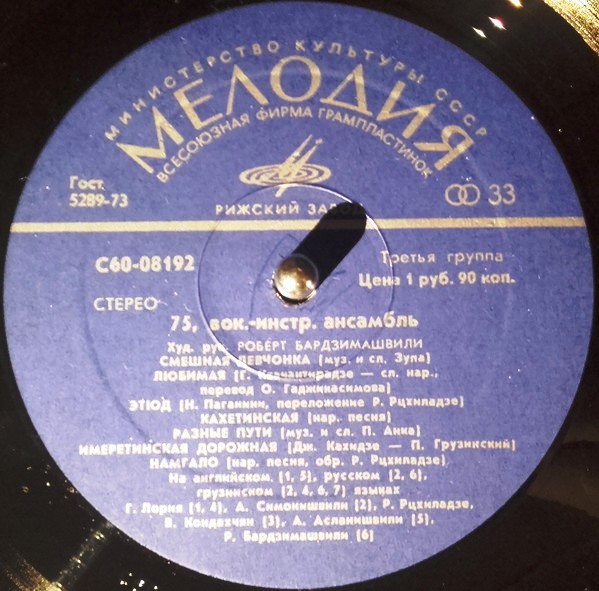 МИНИСТЕРСТВО КУЛЬТУРЫ СССР
МЕЛОДИЯ
ВСЕСОЮЗНАЯ ФИРМА ГРАМПЛАСТИНОК
Гост
5289-73
33
РИЖСКИЙ ЗАВОД
С60-08192
Третья группа
Цена 1 руб. 90 коп.
СТЕРЕО
75, вок.-инстр. ансамбль
Худ. рук. РОБЕРТ БАРДЗИМАШВИЛИ
СМЕШНАЯ ДЕВЧОНКА (муз. и сл. Зупа)
ЛЮБИМАЯ (Г. — сл. нар.,
перевод О. Гаджикасимова)
ЭТЮД (Н. Паганини, переложение Р. Рцхиладзе)
КАХЕТИНСКАЯ (нар. песня)
РАЗНЫЕ ПУТИ (муз. и сл. П. Анка)
ИМЕРЕТИНСКАЯ ДОРОЖНАЯ (Дж. Кахидзе — П. Грузинский)
НАМГАЛО (нар. песня, обр. Р. Рцхиладзе)
На английском (1, 5), русском (2, 6),
грузинском (2, 4, 6, 7) языках
Г. Лория (1, 4), А. Симонишвили (2), Р. Рцхиладзе,
В. Кондахчян (3), А. Асланишвили (5),
Р. Бардзимашвили (6)